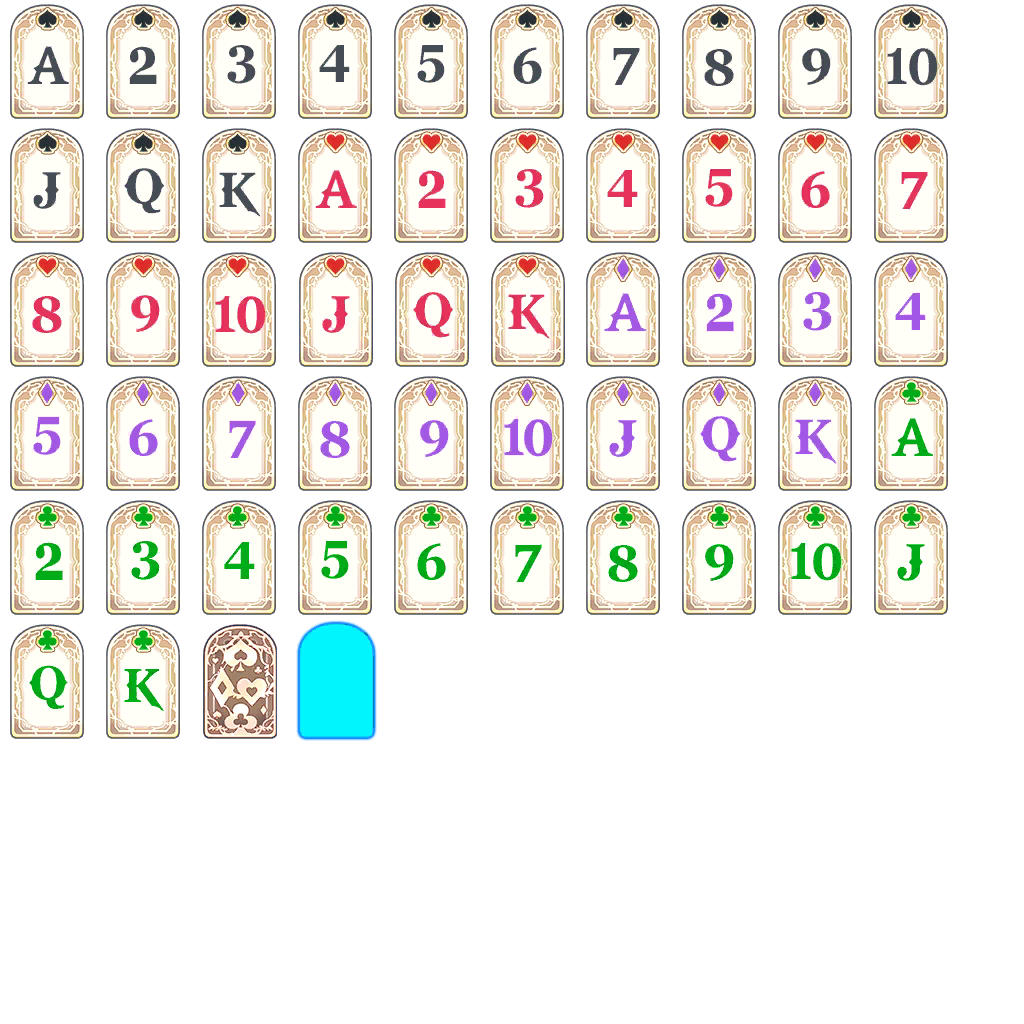 A 2 3 4 5 6 7 8 9 10
J Q K A 2 3 4 5 6 7
8 9 10 J Q K A 2 3 4
5 6 7 8 9 10 J Q K A
2 3 4 5 6 7 8 9 10 J
Q K